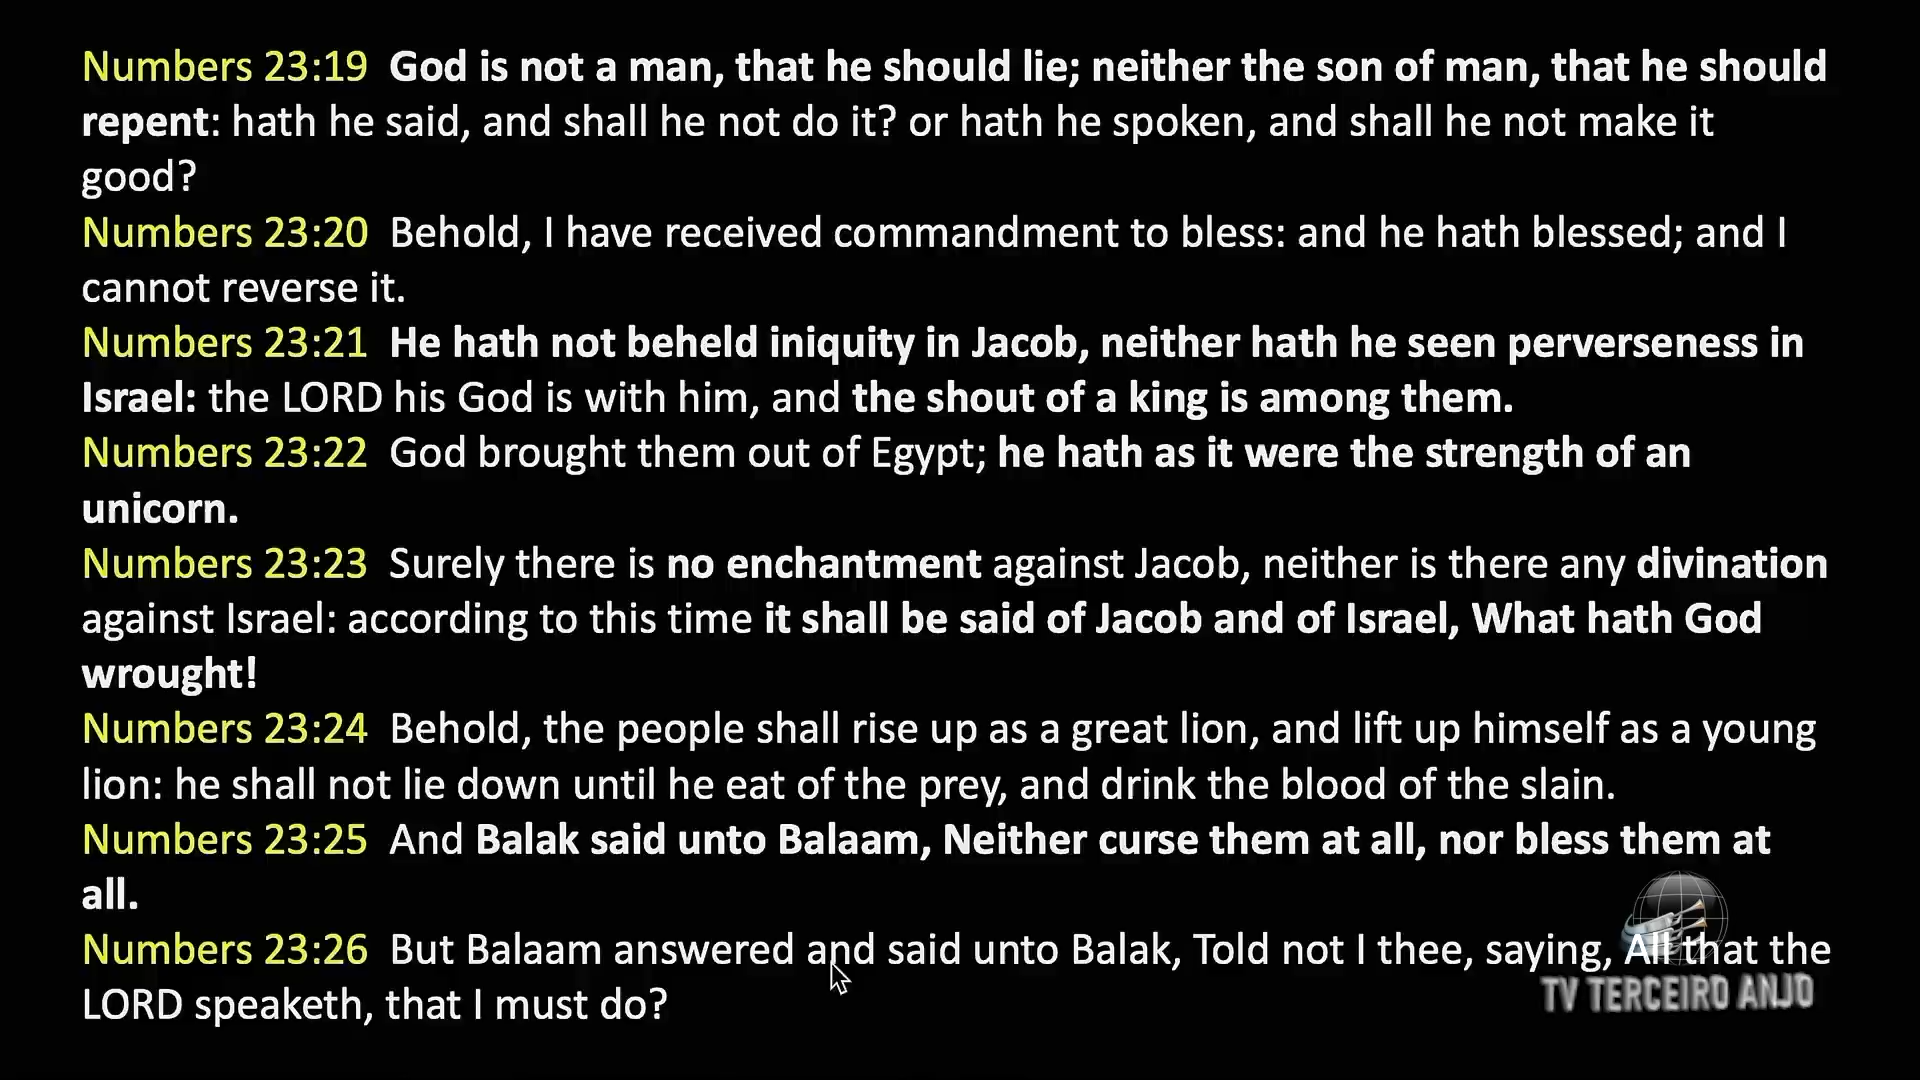 Numbers 23:19 God is not a man, that he should lie; neither the son of man, that he should
repent: hath he said, and shall he not do it? or hath he spoken, and shall he not make it
good?
Numbers 23:20 Behold, I have received commandment to bless: and he hath blessed; and I
cannot reverse it.
Numbers 23:21 He hath not beheld iniquity in Jacob, neither hath he seen perverseness in
Israel: the LORD his God is with him, and the shout of a king is among them.
Numbers 23:22 God brought them out of Egypt; he hath as it were the strength of an
unicorn.
Numbers 23:23 Surely there is no enchantment against Jacob, neither is there any divination
against Israel: according to this time it shall be said of Jacob and of Israel, What hath God
wrought!
Numbers 23:24 Behold, the people shall rise up as a great lion, and lift up himself as a young
lion: he shall not lie down until he eat of the prey, and drink the blood of the slain.
Numbers 23:25 And Balak said unto Balaam, Neither curse them at all, nor bless them at
all.
Numbers 23:26 But Balaam answered and said unto Balak, Told not I thee, saying, All that the
LORD speaketh, that I must do?
TV TERCEIRO ANJO